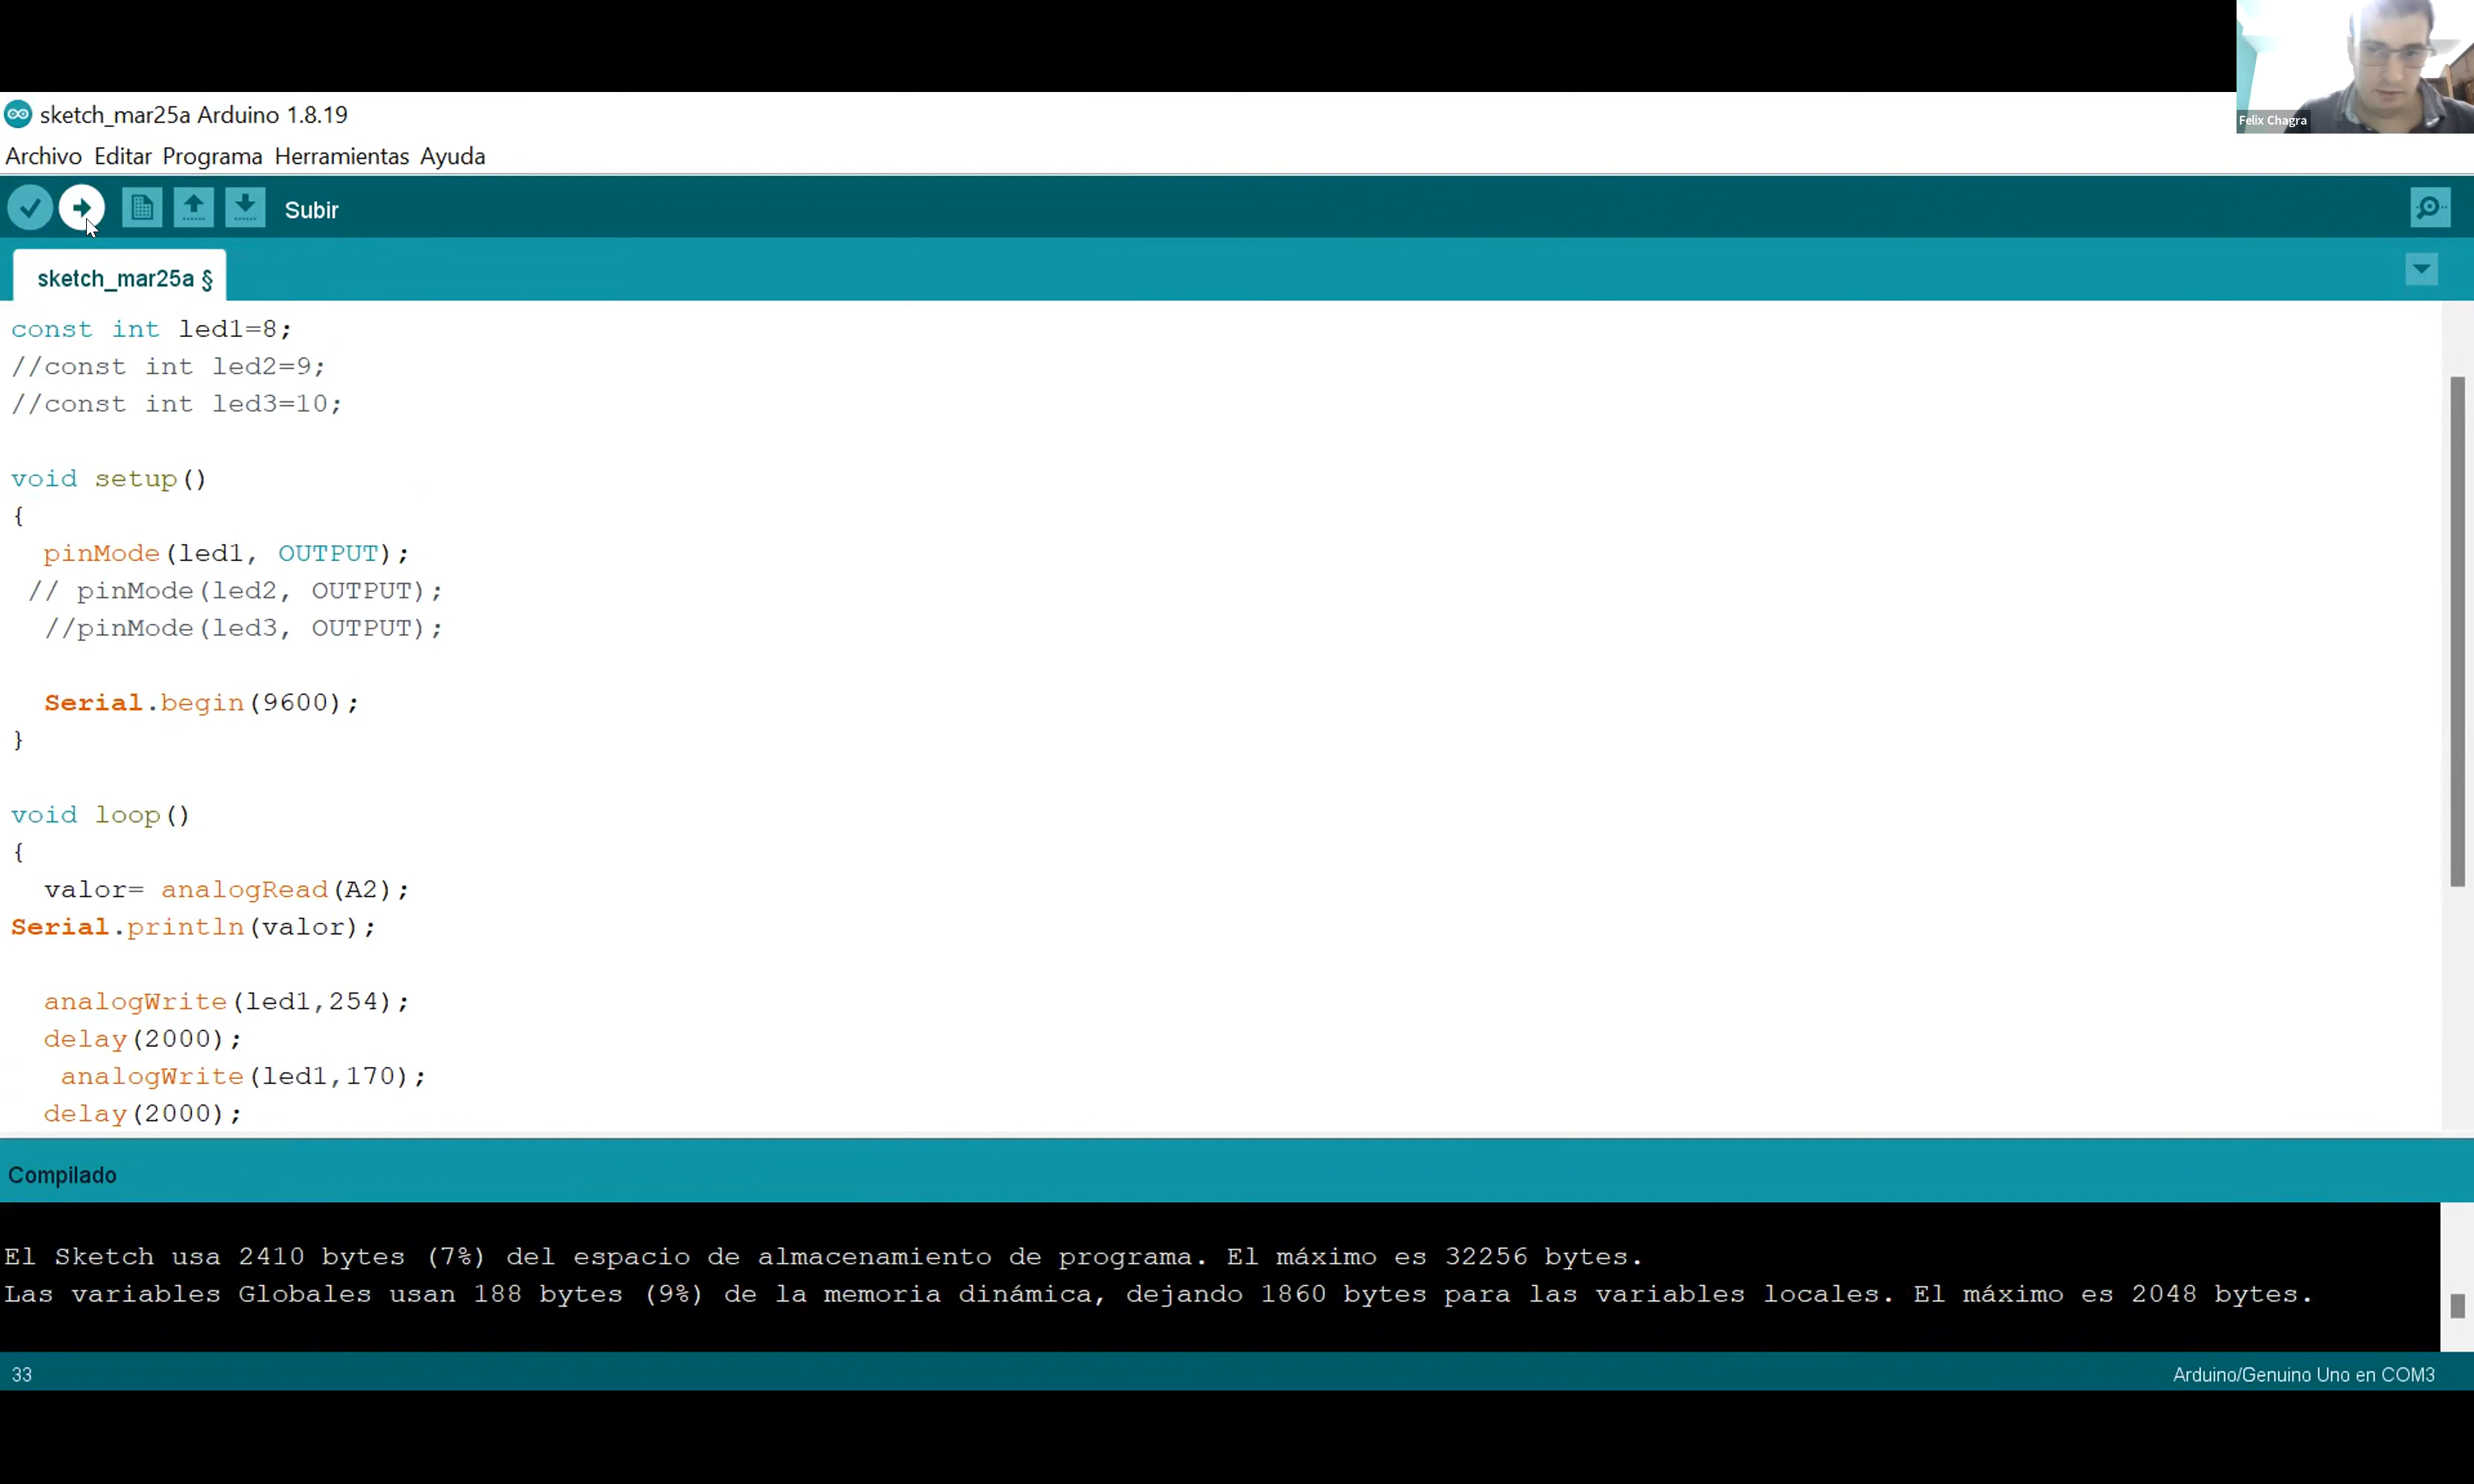 Felix Chagra
sketch_mar25a Arduino 1.8.19
Archivo Editar Programa Herramientas Ayuda
Subir
sketch_mar25a §
const int led1=8;
//const int led2=9;
//const int led3=10;
void setup()
{
pinMode(led1, OUTPUT);
// pinMode(led2, OUTPUT);
//pinMode(led3, OUTPUT);
Serial.begin(9600);
}
void loop()
{
valor= analogRead(A2);
Serial.println(valor);
analogWrite(led1,254);
delay(2000);
analogWrite(led1,170);
delay(2000);
Compilado
El Sketch usa 2410 bytes (7%) del espacio de almacenamiento de programa. El máximo es 32256 bytes.
Las variables Globales usan 188 bytes (9%) de la memoria dinámica, dejando 1860 bytes para las variables locales. El máximo es 2048 bytes.
33
Arduino/Genuino Uno en COM3